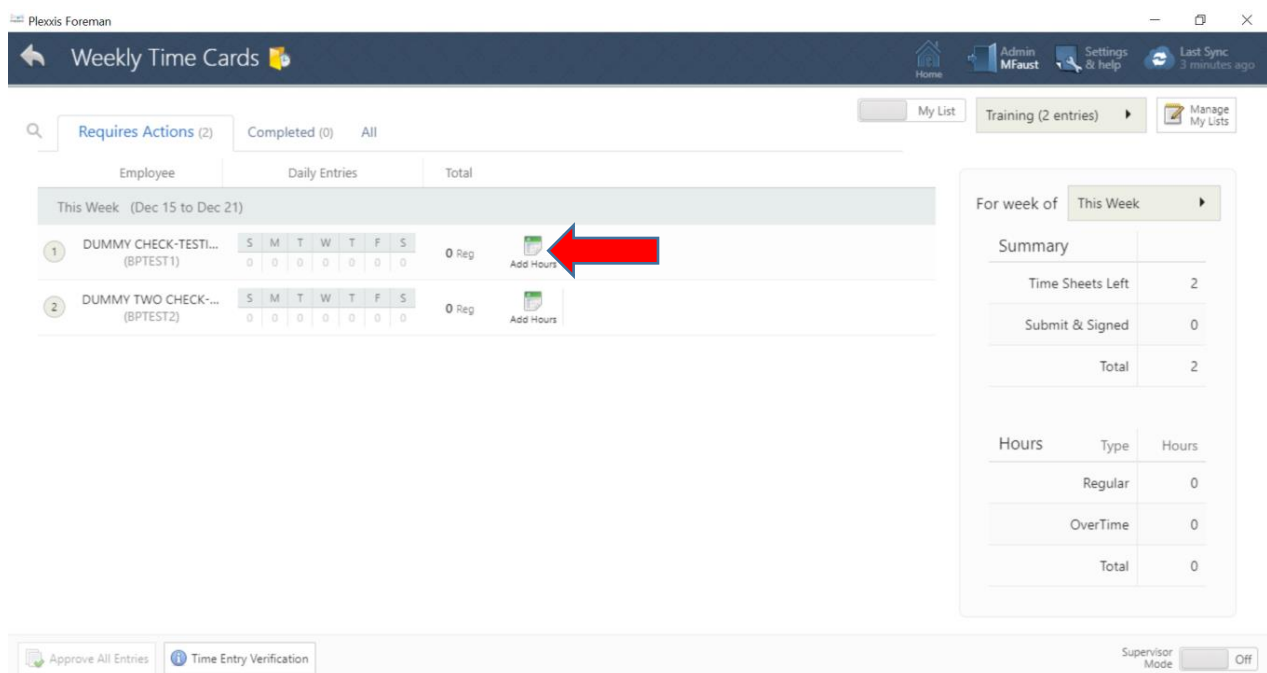 Plexxis Foreman
Weekly Time Cards
Home
Admin
MFaust
Settings
& help
Last Sync
3 minutes ago
Requires Actions (2) Completed (0) All
My List
Training (2 entries)
Manage
My Lists
Employee Daily Entries Total
This Week (Dec 15 to Dec 21)
1 DUMMY CHECK-TESTI...
(BPTEST1)
S M T W T F S
0 0 0 0 0 0 0
0 Reg
Add Hours
2 DUMMY TWO CHECK-...
(BPTEST2)
S M T W T F S
0 0 0 0 0 0 0
0 Reg
Add Hours
For week of This Week
Summary
Time Sheets Left 2
Submit & Signed 0
Total 2
Hours Type Hours
Regular 0
OverTime 0
Total 0
Approve All Entries
Time Entry Verification
Supervisor
Mode
Off